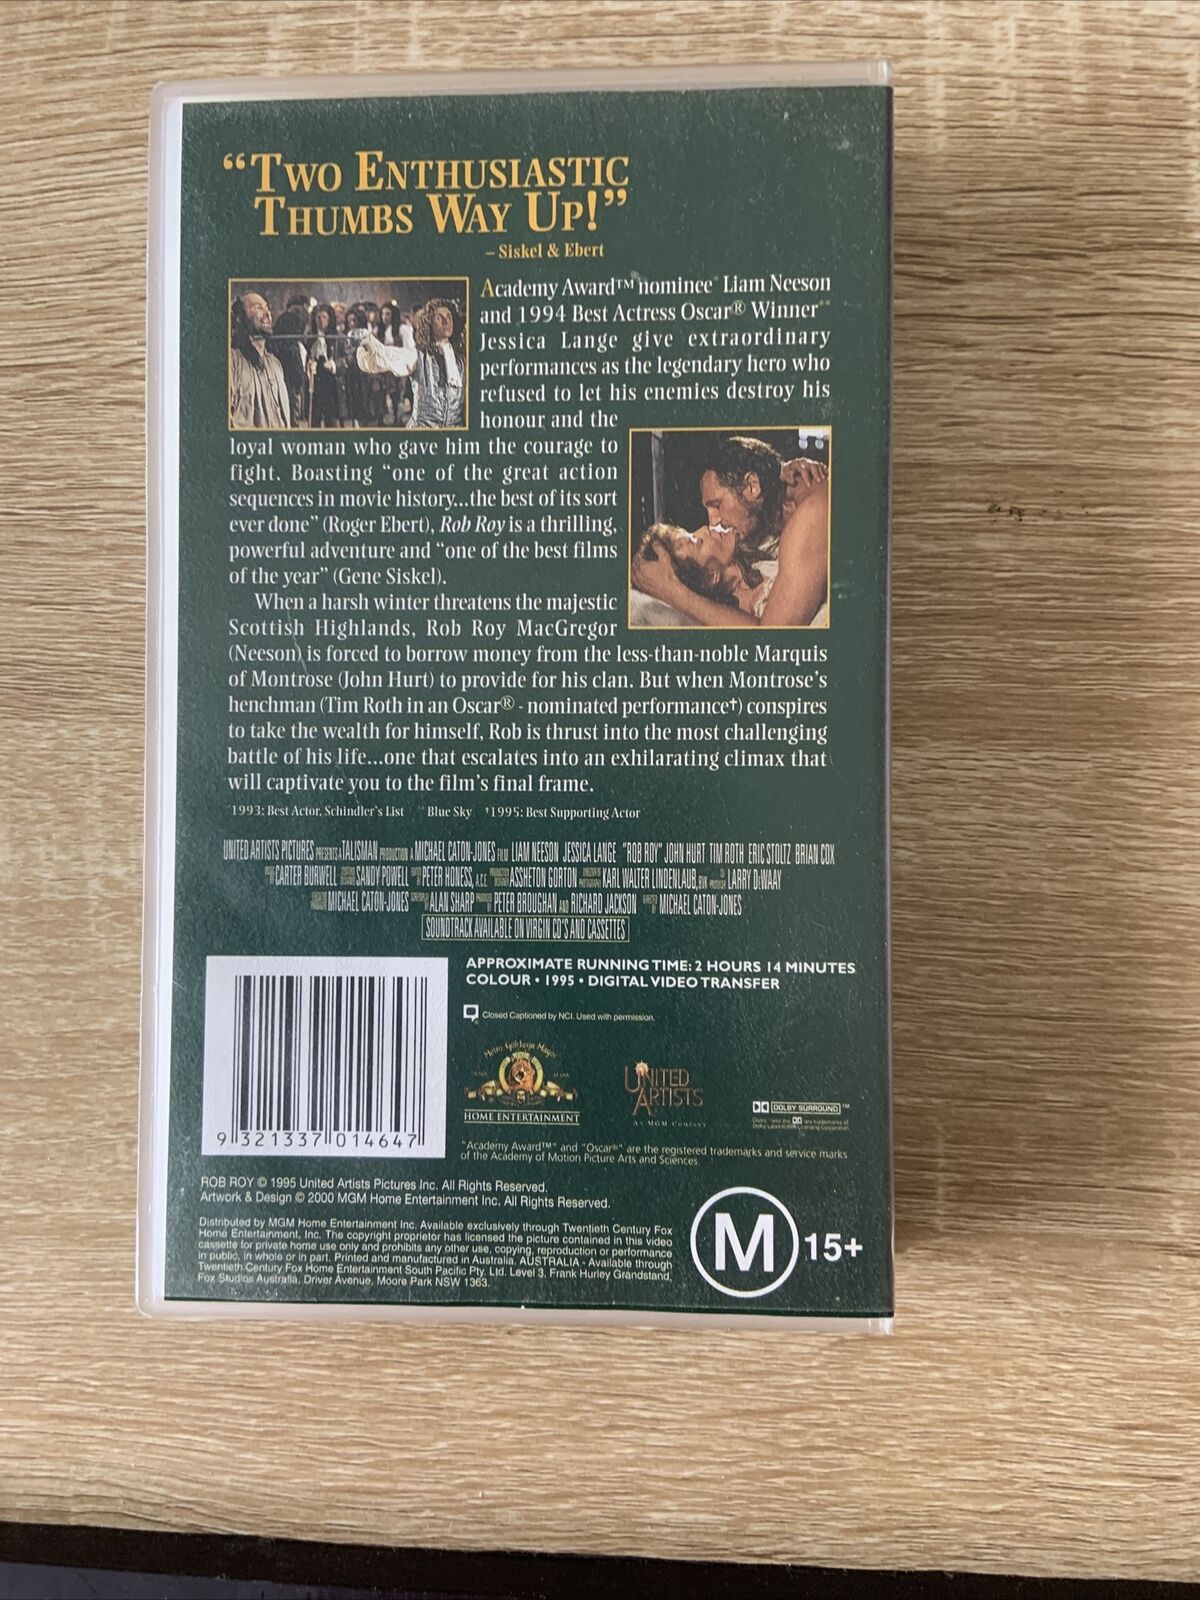 “TWO ENTHUSIASTIC
THUMBS WAY UP!”
– Siskel & Ebert
Academy Award™ nominee* Liam Neeson
and 1994 Best Actress Oscar® Winner**
Jessica Lange give extraordinary
performances as the legendary hero who
refused to let his enemies destroy his
honour and the
loyal woman who gave him the courage to
fight. Boasting “one of the great action
sequences in movie history...the best of its sort
ever done” (Roger Ebert), Rob Roy is a thrilling,
powerful adventure and “one of the best films
of the year” (Gene Siskel).
When a harsh winter threatens the majestic
Scottish Highlands, Rob Roy MacGregor
(Neeson) is forced to borrow money from the less-than-noble Marquis
of Montrose (John Hurt) to provide for his clan. But when Montrose’s
henchman (Tim Roth in an Oscar® - nominated performance†) conspires
to take the wealth for himself, Rob is thrust into the most challenging
battle of his life...one that escalates into an exhilarating climax that
will captivate you to the film’s final frame.
*1993: Best Actor, Schindler’s List **Blue Sky †1995: Best Supporting Actor
UNITED ARTISTS PICTURES PRESENTS A TALISMAN PRODUCTION A MICHAEL CATON-JONES FILM LIAM NEESON JESSICA LANGE "ROB ROY" JOHN HURT TIM ROTH ERIC STOLTZ BRIAN COX
CARTER BURWELL SANDY POWELL PETER HONESS, A.C.E. PRODUCTION DESIGNER ASSHETON GORTON DIRECTOR OF PHOTOGRAPHY KARL WALTER LINDENLAUB, BVK LARRY DeWAAY
MICHAEL CATON-JONES ALAN SHARP PETER BROUGHAN AND RICHARD JACKSON DIRECTED BY MICHAEL CATON-JONES
SOUNDTRACK AVAILABLE ON VIRGIN CD'S AND CASSETTES
APPROXIMATE RUNNING TIME: 2 HOURS 14 MINUTES
COLOUR • 1995 • DIGITAL VIDEO TRANSFER
Closed Captioned by NCI. Used with permission.
Metro Goldwyn Mayer
HOME ENTERTAINMENT
UNITED
ARTISTS
AN MGM COMPANY
DOLBY SURROUND™
9 321337 014647
"Academy Award™" and "Oscar®" are the registered trademarks and service marks
of the Academy of Motion Picture Arts and Sciences.
ROB ROY © 1995 United Artists Pictures Inc. All Rights Reserved.
Artwork & Design © 2000 MGM Home Entertainment Inc. All Rights Reserved.
Distributed by MGM Home Entertainment Inc. Available exclusively through Twentieth Century Fox
Home Entertainment, Inc. The copyright proprietor has licensed the picture contained in this video
cassette for private home use only and prohibits any other use, copying, reproduction or performance
in public, in whole or in part. Printed and manufactured in Australia. AUSTRALIA - Available through
Twentieth Century Fox Home Entertainment South Pacific Pty. Ltd. Level 3, Frank Hurley Grandstand,
Fox Studios Australia, Driver Avenue, Moore Park NSW 1363.
M 15+